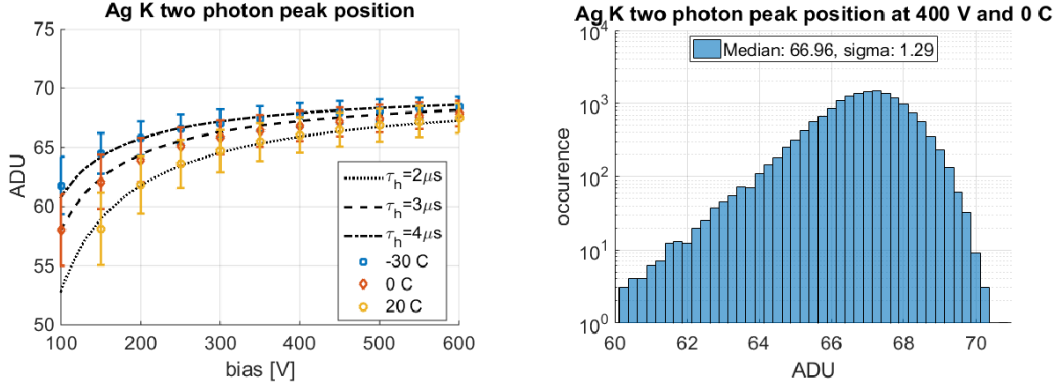 Ag K two photon peak position
75
70
65
60
55
50
ADU
100
200
300
400
500
600
bias [V]
τh=2μs
τh=3μs
τh=4μs
-30 C
0 C
20 C
Ag K two photon peak position at 400 V and 0 C
10^4
10^3
10^2
10^1
10^0
occurence
Median: 66.96, sigma: 1.29
60
62
64
66
68
70
ADU